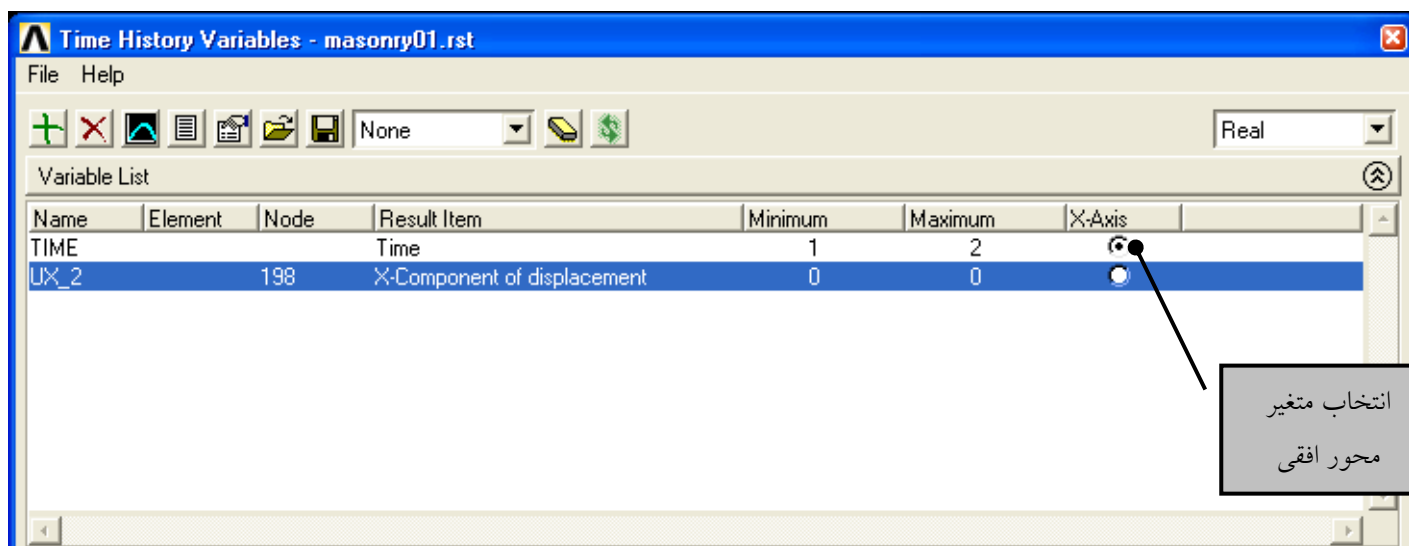 Time History Variables - masonry01.rst
File Help
None Real
Variable List
Name Element Node Result Item Minimum Maximum X-Axis
TIME Time 1 2
UX_2 198 X-Component of displacement 0 0
انتخاب متغیر
محور افقی